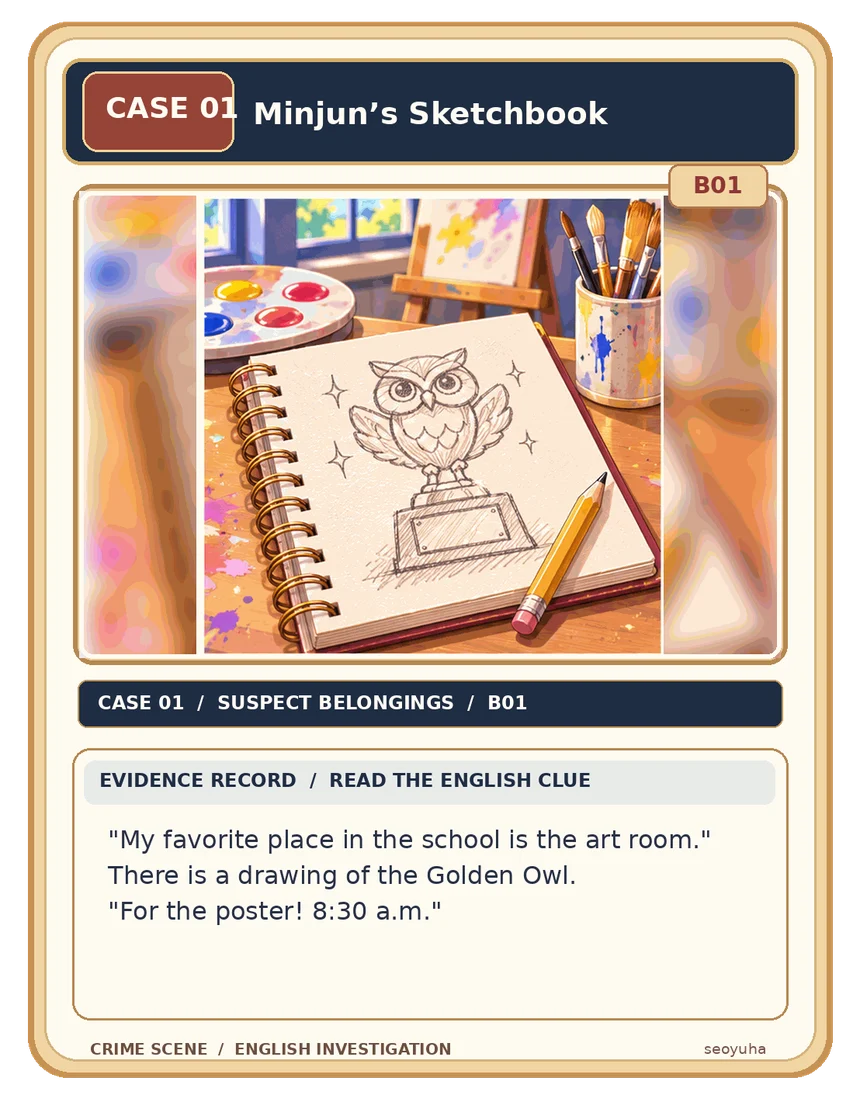 CASE 01 Minjun’s Sketchbook
B01
CASE 01 / SUSPECT BELONGINGS / B01
EVIDENCE RECORD / READ THE ENGLISH CLUE
"My favorite place in the school is the art room."
There is a drawing of the Golden Owl.
"For the poster! 8:30 a.m."
CRIME SCENE / ENGLISH INVESTIGATION
seoyuha